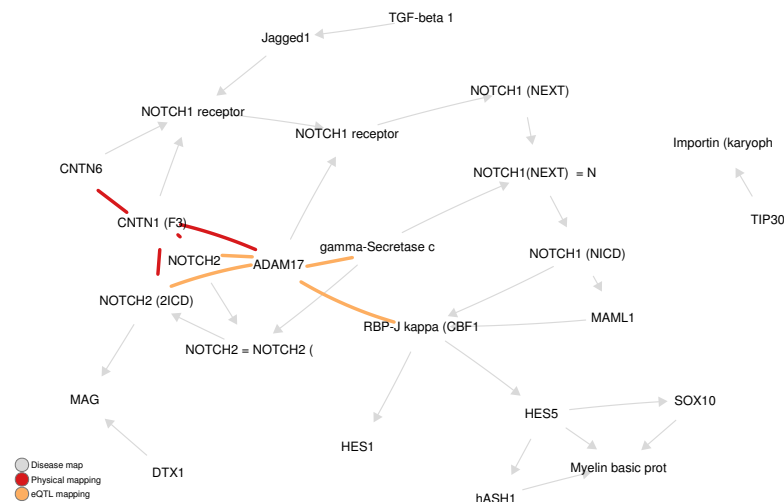 TGF-beta 1
Jagged1
NOTCH1 (NEXT)
NOTCH1 receptor
NOTCH1 receptor
Importin (karyoph
CNTN6
NOTCH1(NEXT) = N
TIP30
CNTN1 (F3)
gamma-Secretase c
NOTCH1 (NICD)
NOTCH2
ADAM17
NOTCH2 (2ICD)
MAML1
RBP-J kappa (CBF1
NOTCH2 = NOTCH2 (
MAG
SOX10
HES5
HES1
Myelin basic prot
DTX1
hASH1
Disease map
Physical mapping
eQTL mapping